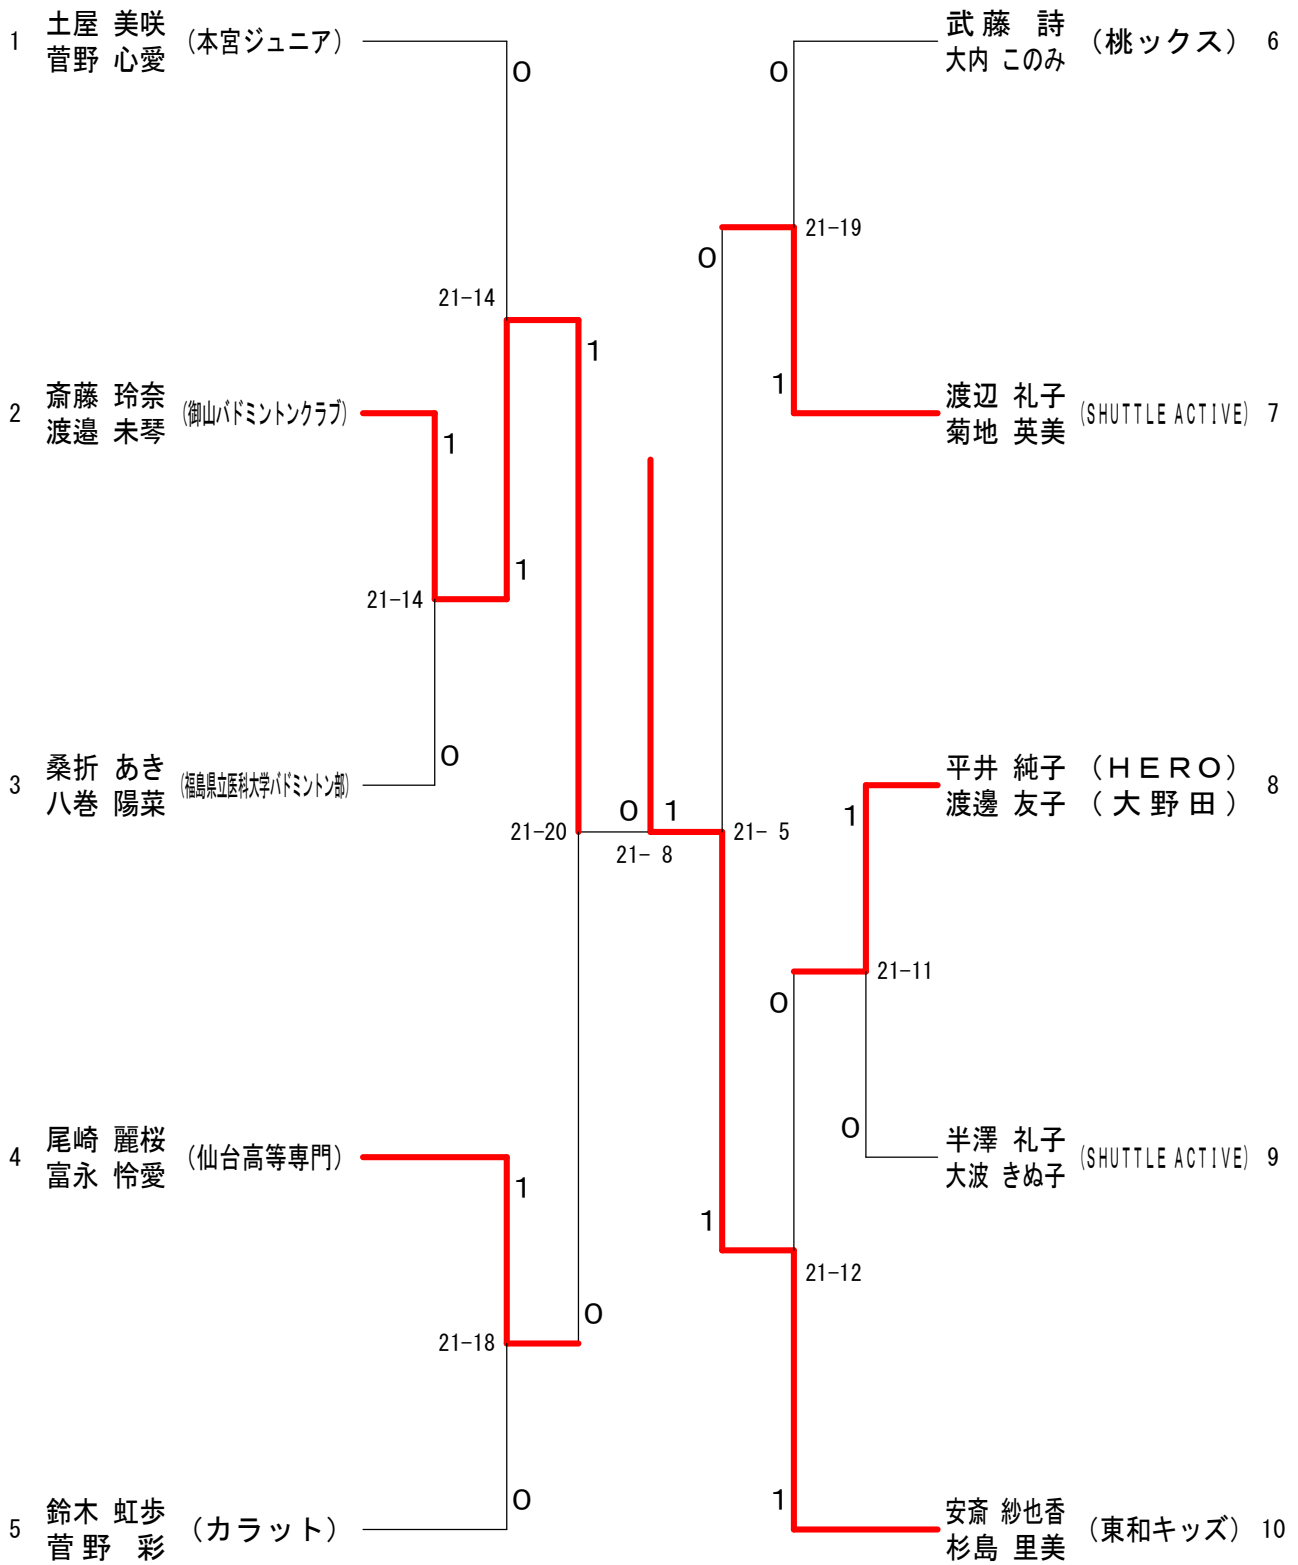 1 土屋 美咲 菅野 心愛 (本宮ジュニア)
0
21-14
1
2 斎藤 玲奈 渡邉 未琴 (御山バドミントンクラブ)
1
1
21-14
0
3 桑折 あき 八巻 陽菜 (福島県立医科大学バドミントン部)
21-20
4 尾崎 麗桜 富永 怜愛 (仙台高等専門)
1
0
21-18
0
5 鈴木 虹歩 菅野 彩 (カラット)
0 1
21- 8
武藤 詩 大内 このみ (桃ックス) 6
0
21-19
0
1
渡辺 礼子 菊地 英美 (SHUTTLE ACTIVE) 7
平井 純子 (HERO) 渡邊 友子 (大野田) 8
1
21- 5
21-11
0
0
半澤 礼子 大波 きぬ子 (SHUTTLE ACTIVE) 9
1
21-12
1
安斎 紗也香 杉島 里美 (東和キッズ) 10